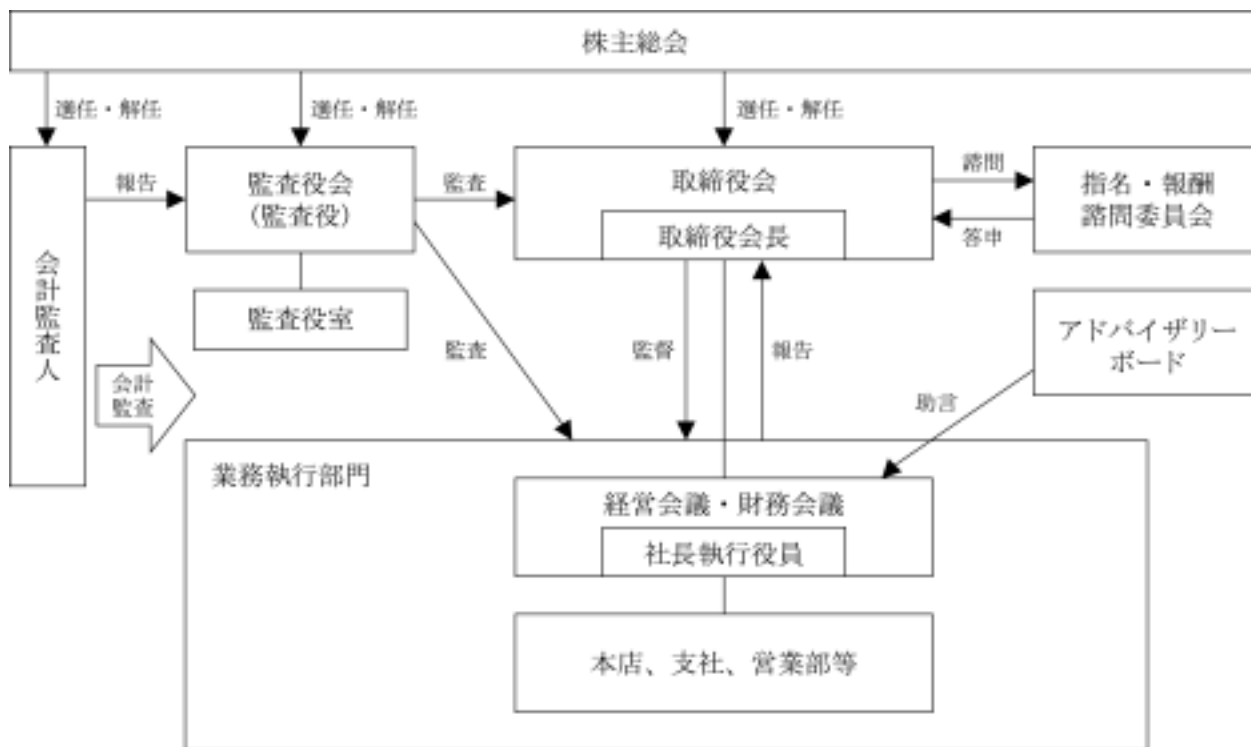 株主総会
選任・解任
選任・解任
選任・解任
報告
監査役会
(監査役)
監査
取締役会
取締役会長
諮問
答申
指名・報酬
諮問委員会
会計監査人
監査役室
会計
監査
監査
監督
報告
アドバイザリー
ボード
助言
業務執行部門
経営会議・財務会議
社長執行役員
本店、支社、営業部等